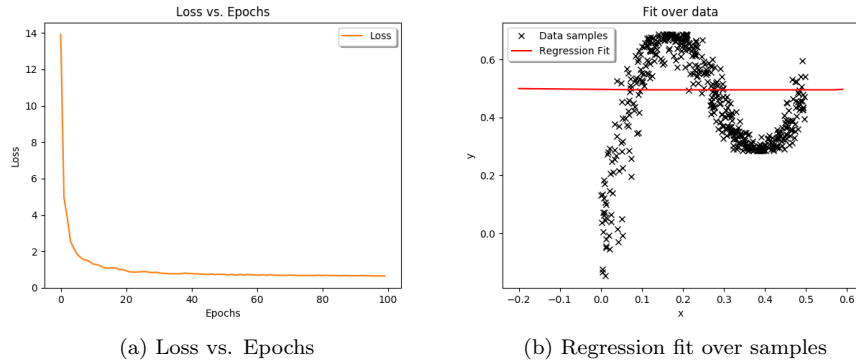 Loss vs. Epochs
14
12
10
8
6
4
2
0
Loss
Loss
0 20 40 60 80 100
Epochs
(a) Loss vs. Epochs
Fit over data
0.6
0.4
0.2
0.0
y
Data samples
Regression Fit
−0.2 −0.1 0.0 0.1 0.2 0.3 0.4 0.5 0.6
x
(b) Regression fit over samples